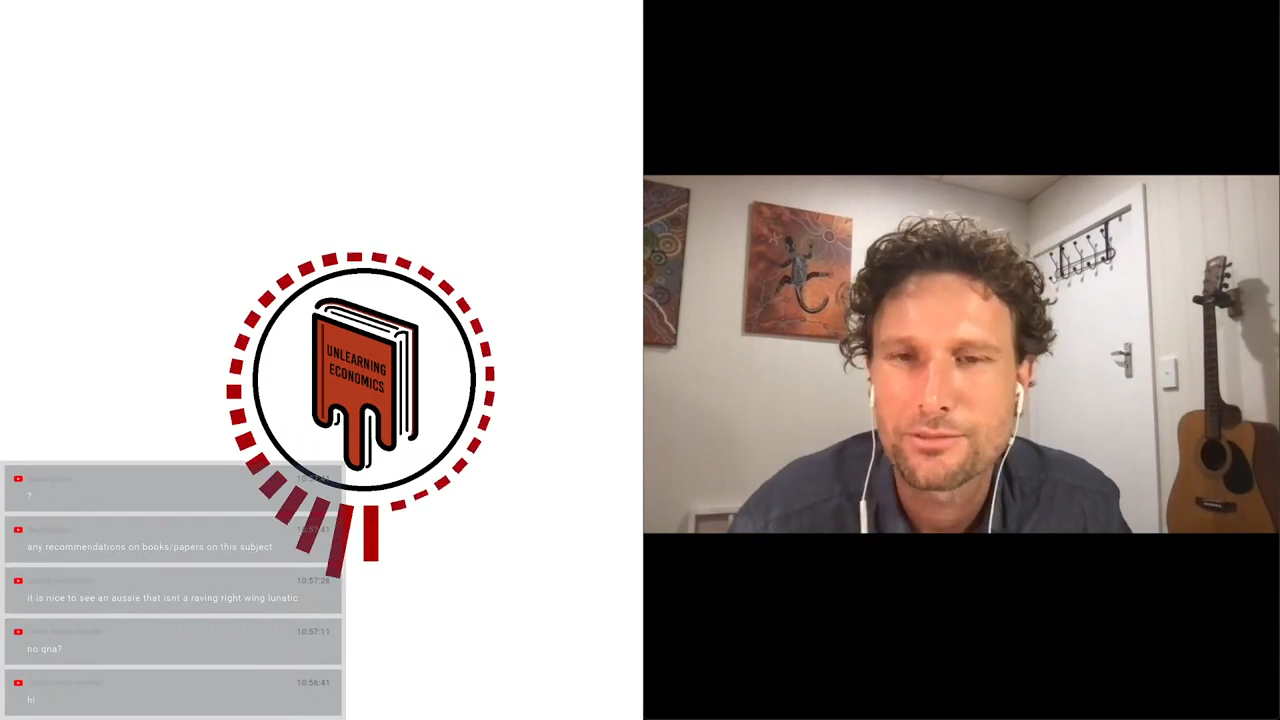 UNLEARNING
ECONOMICS
?
any recommendations on books/papers on this subject
10:57:26
it is nice to see an aussie that isnt a raving right wing lunatic
10:57:11
no qna?
10:56:41
hi